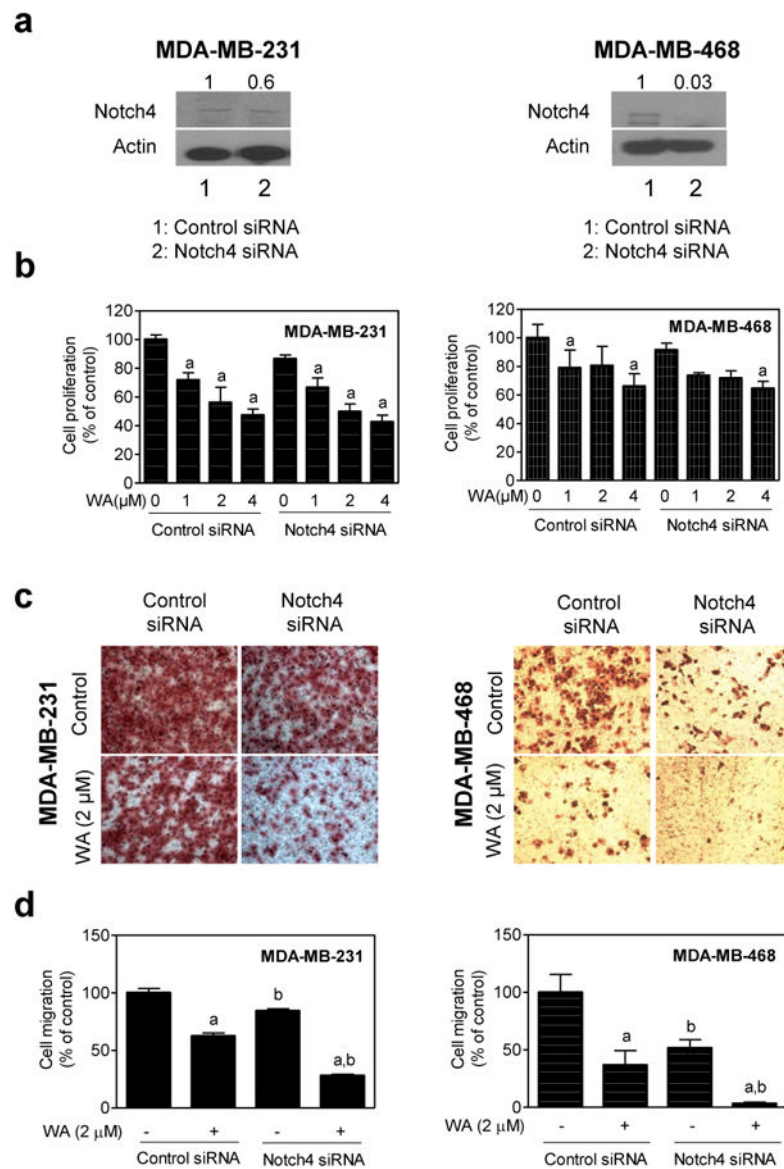 a
MDA-MB-231
MDA-MB-468
1 0.6
1 0.03
Notch4
Actin
1 2
1: Control siRNA
2: Notch4 siRNA
Notch4
Actin
1 2
1: Control siRNA
2: Notch4 siRNA
b
Cell proliferation
(% of control)
120
100
80
60
40
20
0
MDA-MB-231
a
a
a
a
a
a
WA(μM)
0 1 2 4 0 1 2 4
Control siRNA Notch4 siRNA
Cell proliferation
(% of control)
120
100
80
60
40
20
0
MDA-MB-468
a
a
a
WA(μM)
0 1 2 4 0 1 2 4
Control siRNA Notch4 siRNA
c
Control
siRNA
Notch4
siRNA
MDA-MB-231
Control
WA (2 μM)
Control
siRNA
Notch4
siRNA
MDA-MB-468
Control
WA (2 μM)
d
Cell migration
(% of control)
150
100
50
0
MDA-MB-231
a
b
a,b
WA (2 μM) - + - +
Control siRNA Notch4 siRNA
Cell migration
(% of control)
150
100
50
0
MDA-MB-468
a
b
a,b
WA (2 μM) - + - +
Control siRNA Notch4 siRNA